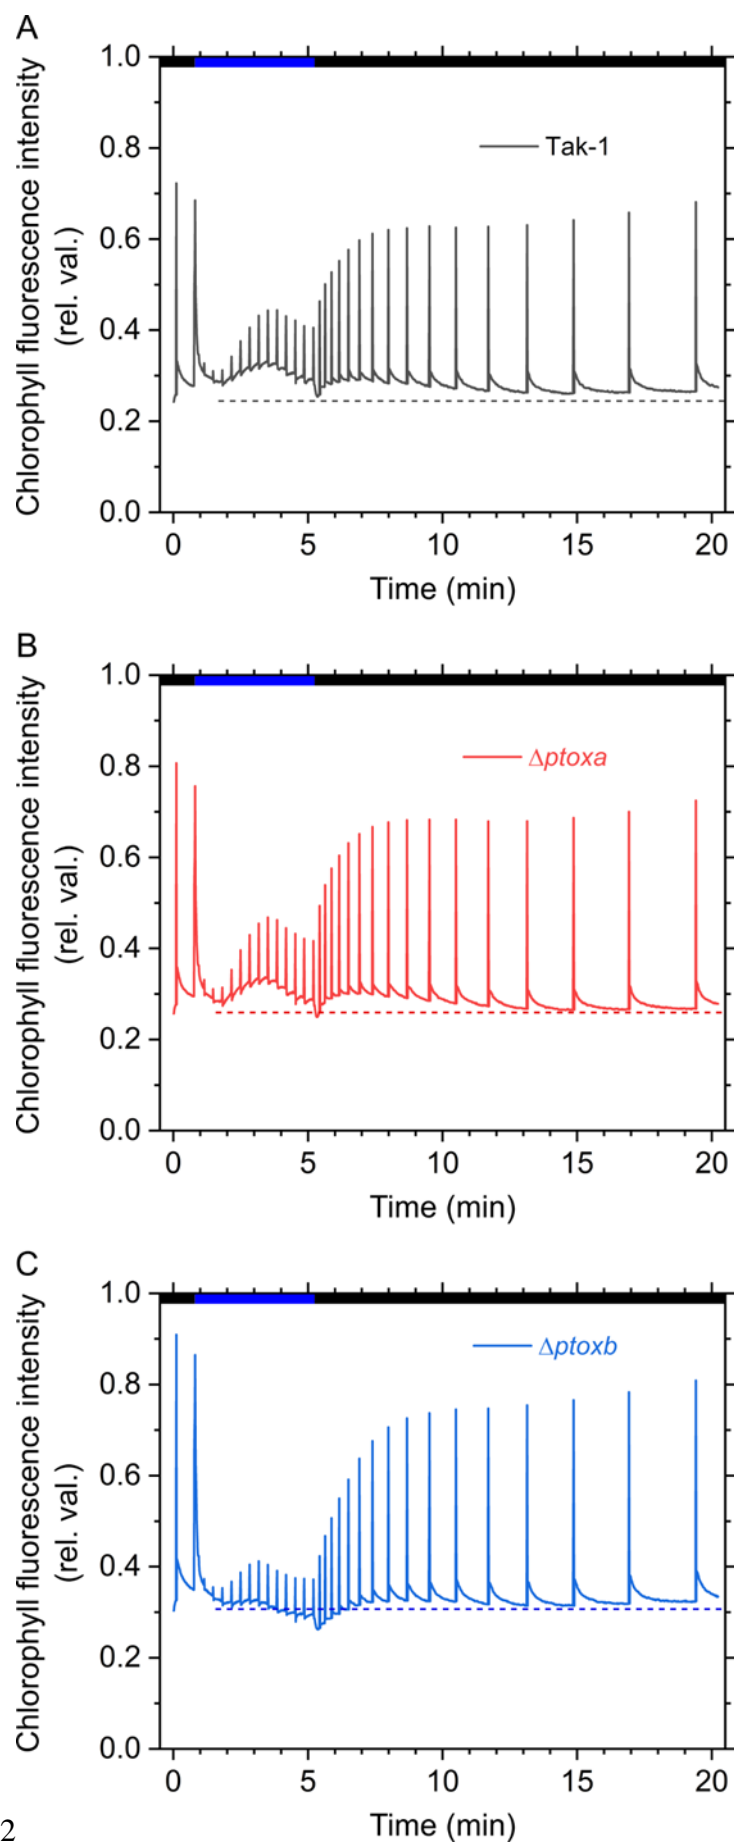 A
Chlorophyll fluorescence intensity
(rel. val.)
1.0
0.8
0.6
0.4
0.2
0.0
Tak-1
0 5 10 15 20
Time (min)
B
Chlorophyll fluorescence intensity
(rel. val.)
1.0
0.8
0.6
0.4
0.2
0.0
Δptoxa
0 5 10 15 20
Time (min)
C
Chlorophyll fluorescence intensity
(rel. val.)
1.0
0.8
0.6
0.4
0.2
0.0
Δptoxb
0 5 10 15 20
Time (min)
2